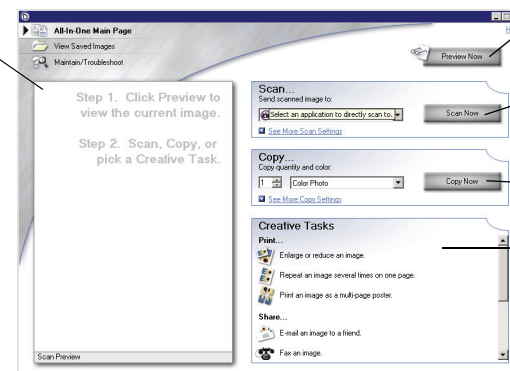 All-In-One Main Page
View Saved Images
Maintain/Troubleshoot
Preview Now
Step 1. Click Preview to
view the current image.
Step 2. Scan, Copy, or
pick a Creative Task.
Scan Preview
Scan...
Send scanned image to:
Select an application to directly scan to.
Scan Now
See More Scan Settings
Copy...
Copy quantity and color:
1
Color Photo
Copy Now
See More Copy Settings
Creative Tasks
Print...
Enlarge or reduce an image.
Repeat an image several times on one page.
Print an image as a multi-page poster.
Share...
E-mail an image to a friend.
Fax an image.